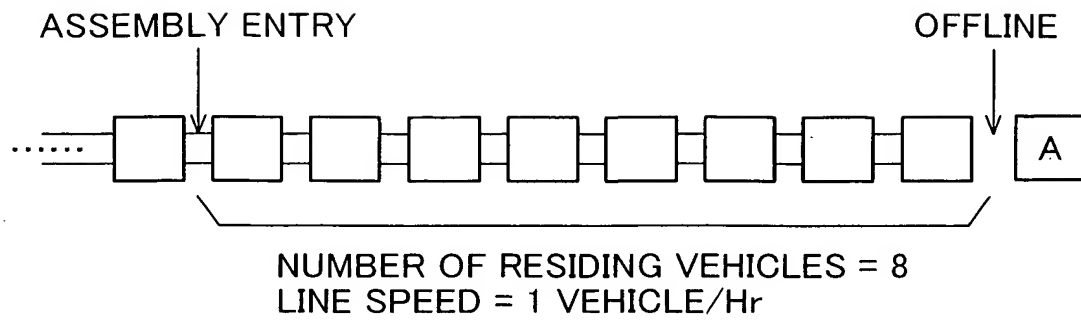 ASSEMBLY ENTRY
OFFLINE
......
A
NUMBER OF RESIDING VEHICLES = 8
LINE SPEED = 1 VEHICLE/Hr